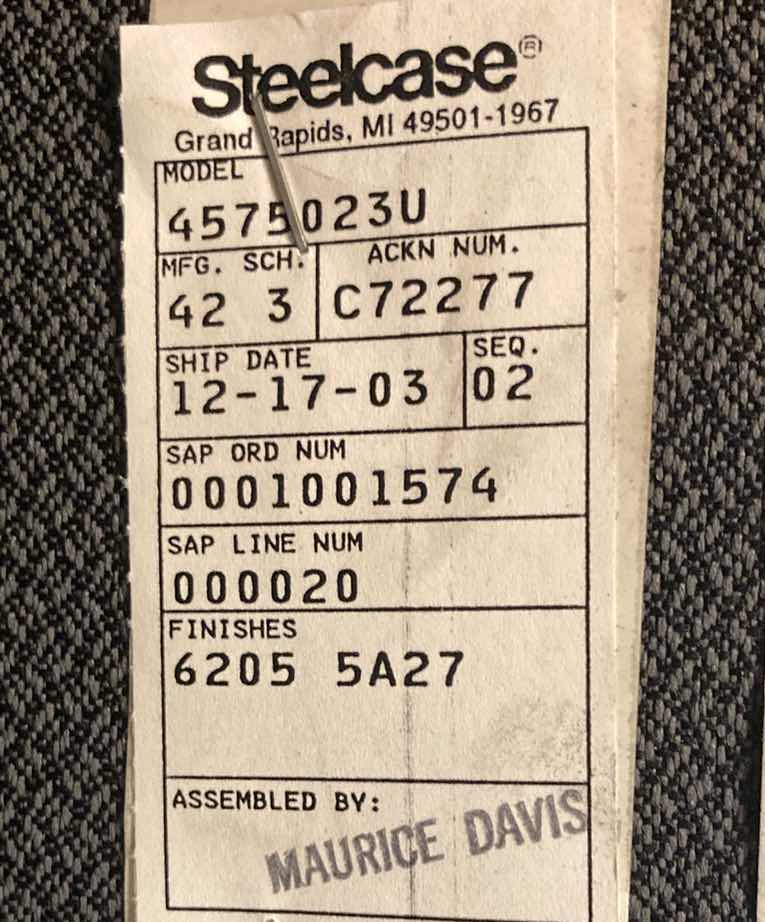 Steelcase®
Grand Rapids, MI 49501-1967
MODEL
4575023U
MFG. SCH. ACKN NUM.
42 3 C72277
SHIP DATE SEQ.
12-17-03 02
SAP ORD NUM
0001001574
SAP LINE NUM
000020
FINISHES
6205 5A27
ASSEMBLED BY:
MAURICE DAVIS